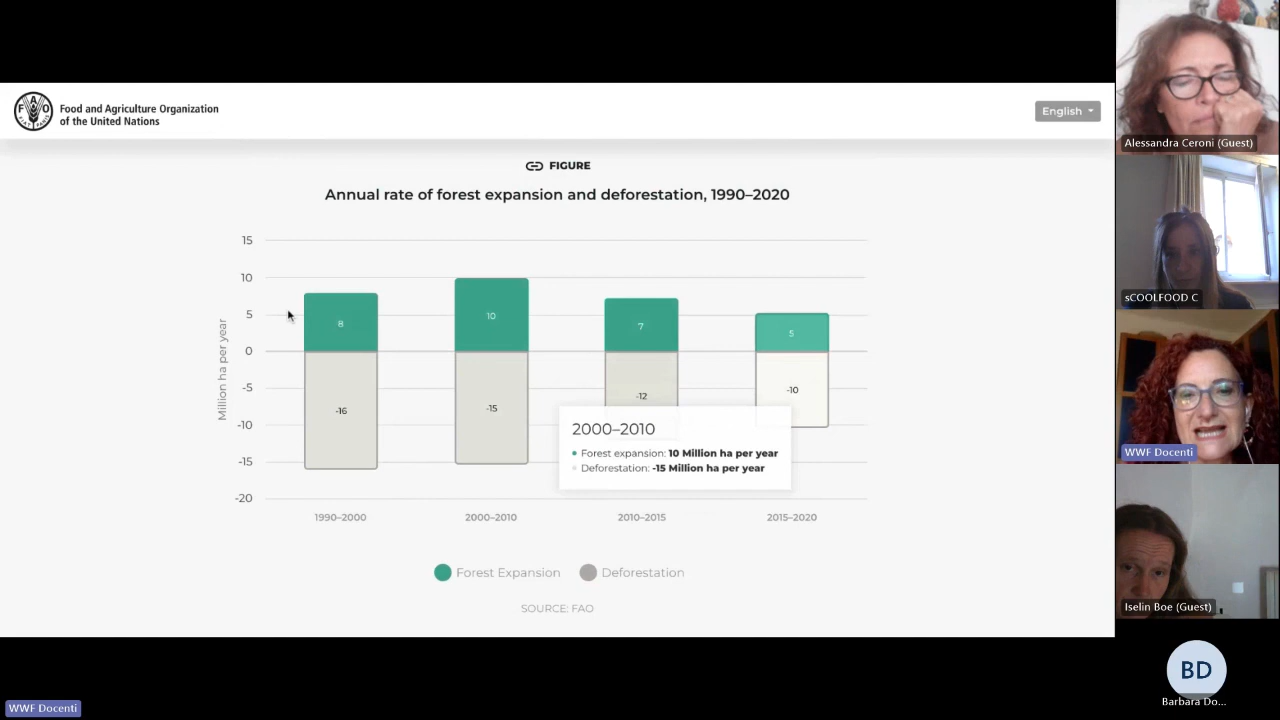 Food and Agriculture Organization
of the United Nations
English
FIGURE
Annual rate of forest expansion and deforestation, 1990–2020
Million ha per year
15
10
5
0
-5
-10
-15
-20
8
10
7
5
-16
-15
-12
-10
2000–2010
Forest expansion: 10 Million ha per year
Deforestation: -15 Million ha per year
1990–2000
2000–2010
2010–2015
2015–2020
Forest Expansion
Deforestation
SOURCE: FAO
Alessandra Ceroni (Guest)
sCOOLFOOD C
WWF Docenti
Iselin Boe (Guest)
BD
Barbara Do...
WWF Docenti